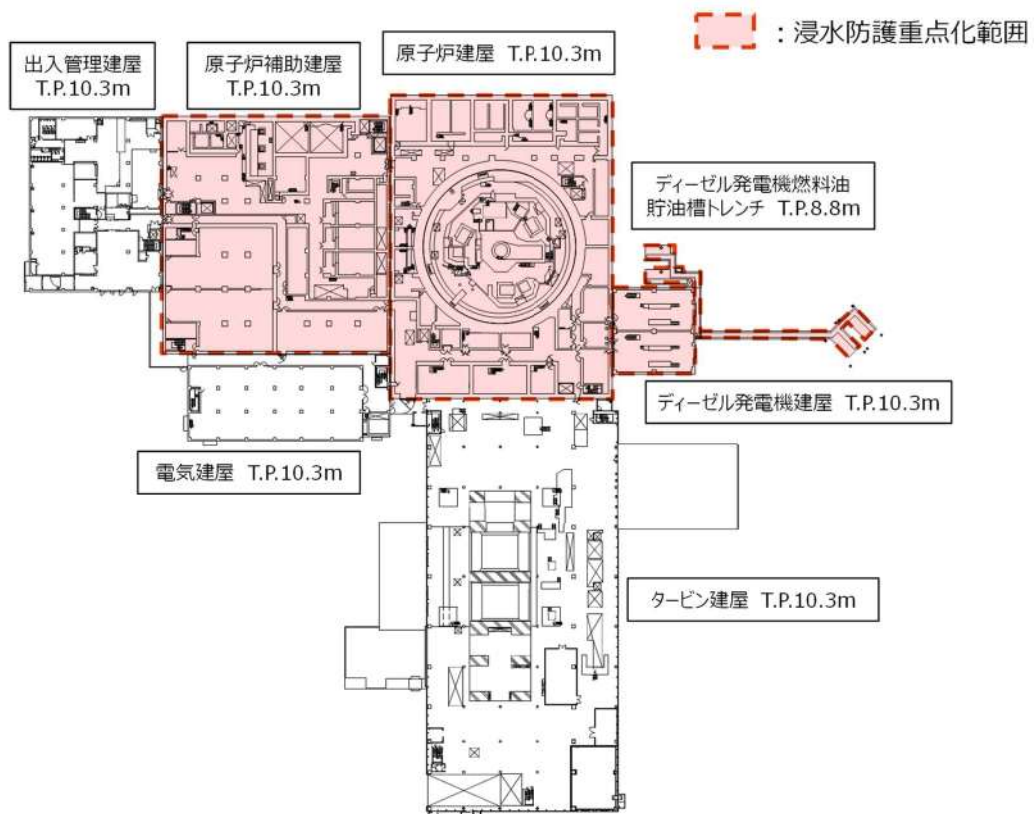 ：浸水防護重点化範囲
出入管理建屋
T.P.10.3m
原子炉補助建屋
T.P.10.3m
原子炉建屋 T.P.10.3m
ディーゼル発電機燃料油
貯油槽トレンチ T.P.8.8m
ディーゼル発電機建屋 T.P.10.3m
電気建屋 T.P.10.3m
タービン建屋 T.P.10.3m